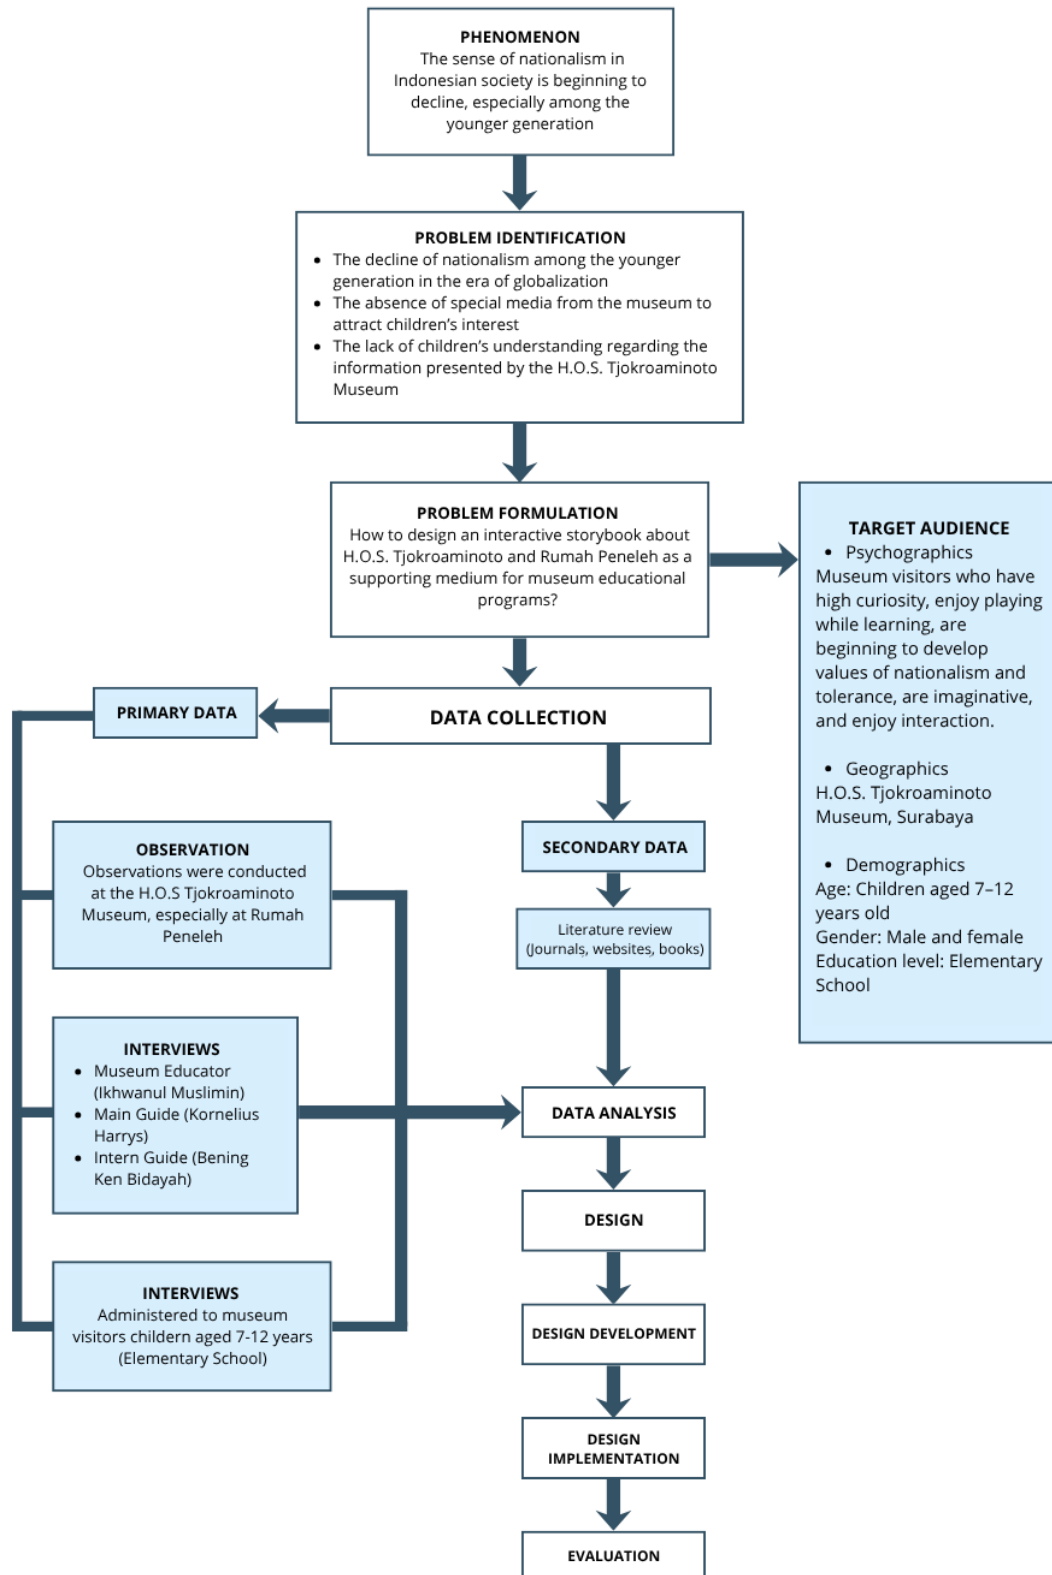 PHENOMENON
The sense of nationalism in
Indonesian society is beginning to
decline, especially among the
younger generation
PROBLEM IDENTIFICATION
• The decline of nationalism among the younger
generation in the era of globalization
• The absence of special media from the museum to
attract children’s interest
• The lack of children’s understanding regarding the
information presented by the H.O.S. Tjokroaminoto
Museum
PROBLEM FORMULATION
How to design an interactive storybook about
H.O.S. Tjokroaminoto and Rumah Peneleh as a
supporting medium for museum educational
programs?
TARGET AUDIENCE
• Psychographics
Museum visitors who have
high curiosity, enjoy playing
while learning, are
beginning to develop
values of nationalism and
tolerance, are imaginative,
and enjoy interaction.
• Geographics
H.O.S. Tjokroaminoto
Museum, Surabaya
• Demographics
Age: Children aged 7–12
years old
Gender: Male and female
Education level: Elementary
School
DATA COLLECTION
PRIMARY DATA
OBSERVATION
Observations were conducted
at the H.O.S Tjokroaminoto
Museum, especially at Rumah
Peneleh
INTERVIEWS
• Museum Educator
(Ikhwanul Muslimin)
• Main Guide (Kornelius
Harrys)
• Intern Guide (Bening
Ken Bidayah)
INTERVIEWS
Administered to museum
visitors childern aged 7-12 years
(Elementary School)
SECONDARY DATA
Literature review
(Journals, websites, books)
DATA ANALYSIS
DESIGN
DESIGN DEVELOPMENT
DESIGN
IMPLEMENTATION
EVALUATION